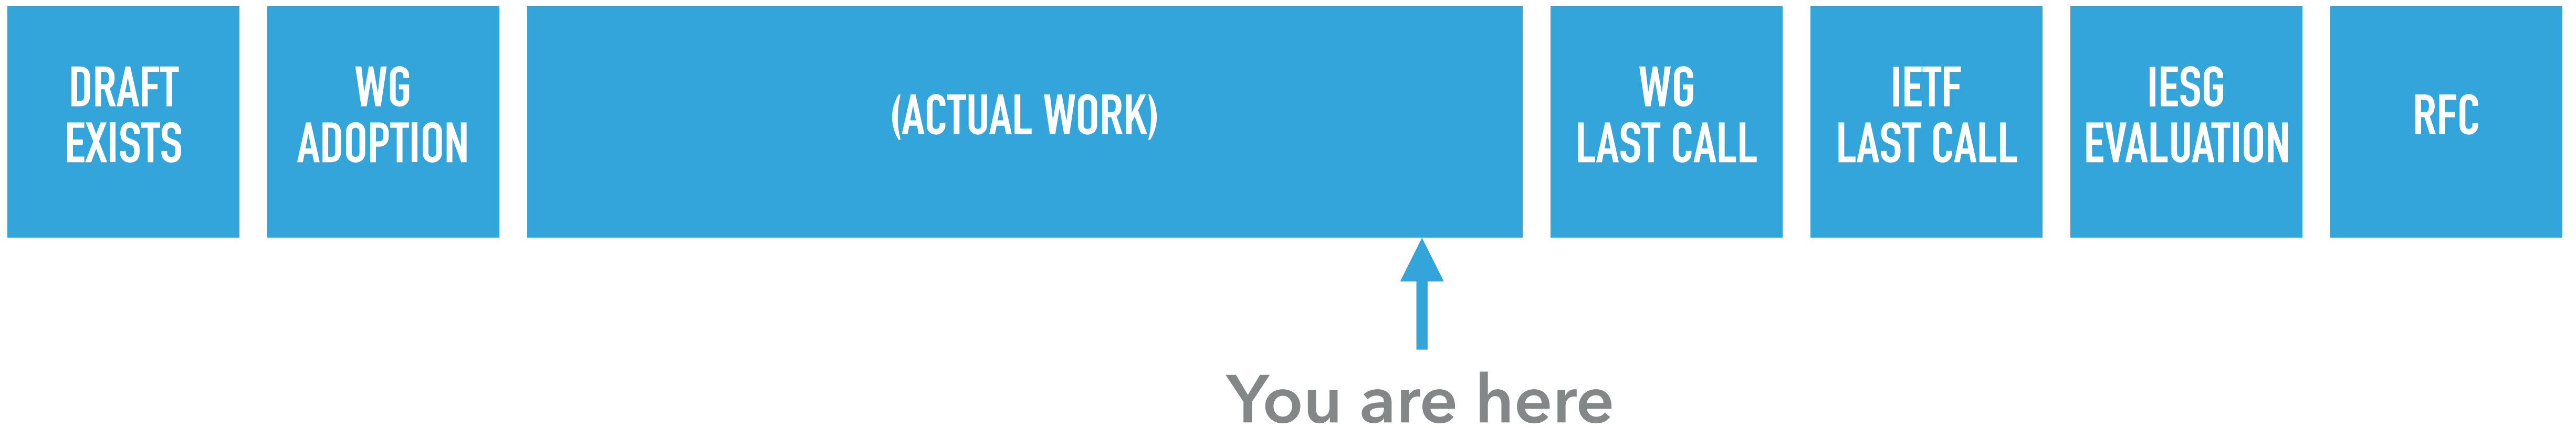 DRAFT
EXISTS
WG
ADOPTION
(ACTUAL WORK)
WG
LAST CALL
IETF
LAST CALL
IESG
EVALUATION
RFC
You are here